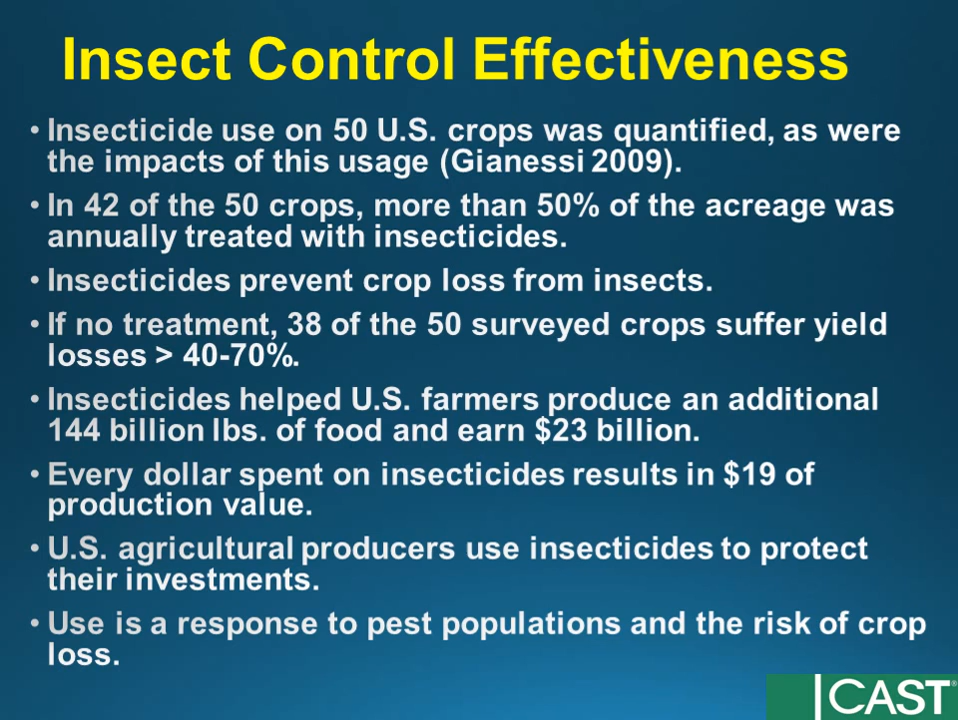 Insect Control Effectiveness
• Insecticide use on 50 U.S. crops was quantified, as were
the impacts of this usage (Gianessi 2009).
• In 42 of the 50 crops, more than 50% of the acreage was
annually treated with insecticides.
• Insecticides prevent crop loss from insects.
• If no treatment, 38 of the 50 surveyed crops suffer yield
losses > 40-70%.
• Insecticides helped U.S. farmers produce an additional
144 billion lbs. of food and earn $23 billion.
• Every dollar spent on insecticides results in $19 of
production value.
• U.S. agricultural producers use insecticides to protect
their investments.
• Use is a response to pest populations and the risk of crop
loss.
CAST®